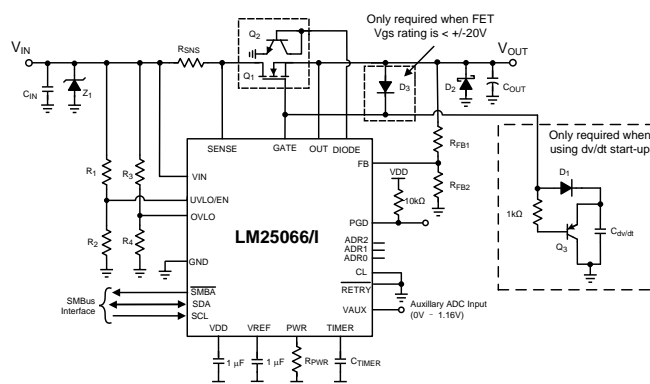 Only required when FET
Vgs rating is < +/-20V
VIN
RSNS
Q2
Q1
VOUT
CIN
Z1
D3
D2
COUT
Only required when
using dv/dt start-up
SENSE
GATE
OUT
DIODE
R1
R3
VIN
FB
RFB1
VDD
RFB2
D1
UVLO/EN
10kΩ
1kΩ
OVLO
PGD
Cdv/dt
R2
R4
LM25066/I
Q3
ADR2
ADR1
ADR0
GND
CL
RETRY
SMBus
Interface
SMBA
SDA
SCL
VAUX
Auxillary ADC Input
(0V – 1.16V)
VDD
VREF
PWR
TIMER
1 µF
1 µF
RPWR
CTIMER